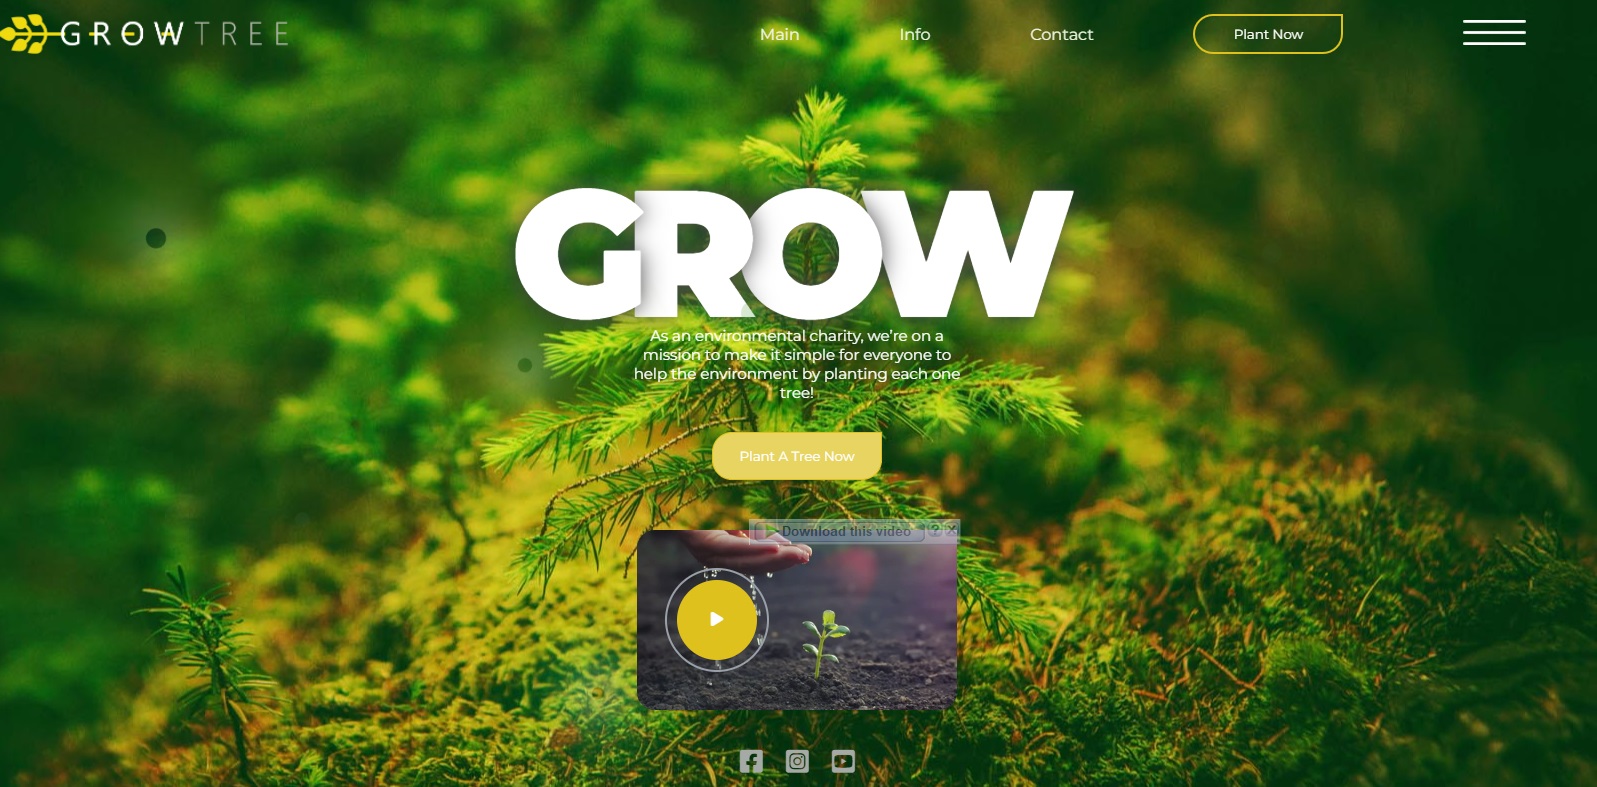 GROWTREE
Main
Info
Contact
Plant Now
GROW
As an environmental charity, we're on a
mission to make it simple for everyone to
help the environment by planting each one
tree!
Plant A Tree Now
Download this video ? X